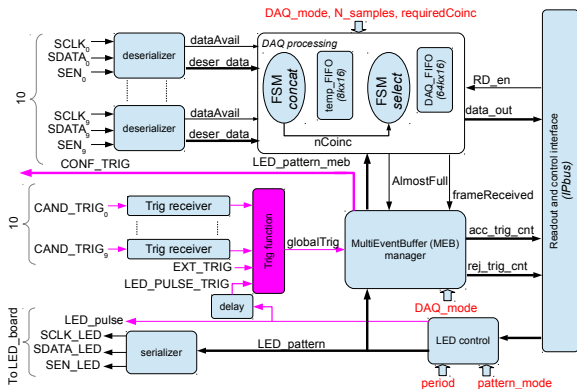 DAQ_mode, N_samples, requiredCoinc
SCLK0
SDATA0
SEN0
deserializer
dataAvail
deser_data
DAQ processing
FSM
concat
temp_FIFO
(8kx16)
FSM
select
DAQ_FIFO
(64kx16)
nCoinc
RD_en
data_out
10
SCLK9
SDATA9
SEN9
deserializer
dataAvail
deser_data
CONF_TRIG
LED_pattern_meb
AlmostFull
frameReceived
Readout and control interface
(IPbus)
10
CAND_TRIG0
Trig receiver
CAND_TRIG9
Trig receiver
EXT_TRIG
LED_PULSE_TRIG
Trig function
globalTrig
MultiEventBuffer (MEB)
manager
acc_trig_cnt
rej_trig_cnt
delay
DAQ_mode
To LED_board
LED_pulse
SCLK_LED
SDATA_LED
SEN_LED
serializer
LED_pattern
LED control
period
pattern_mode